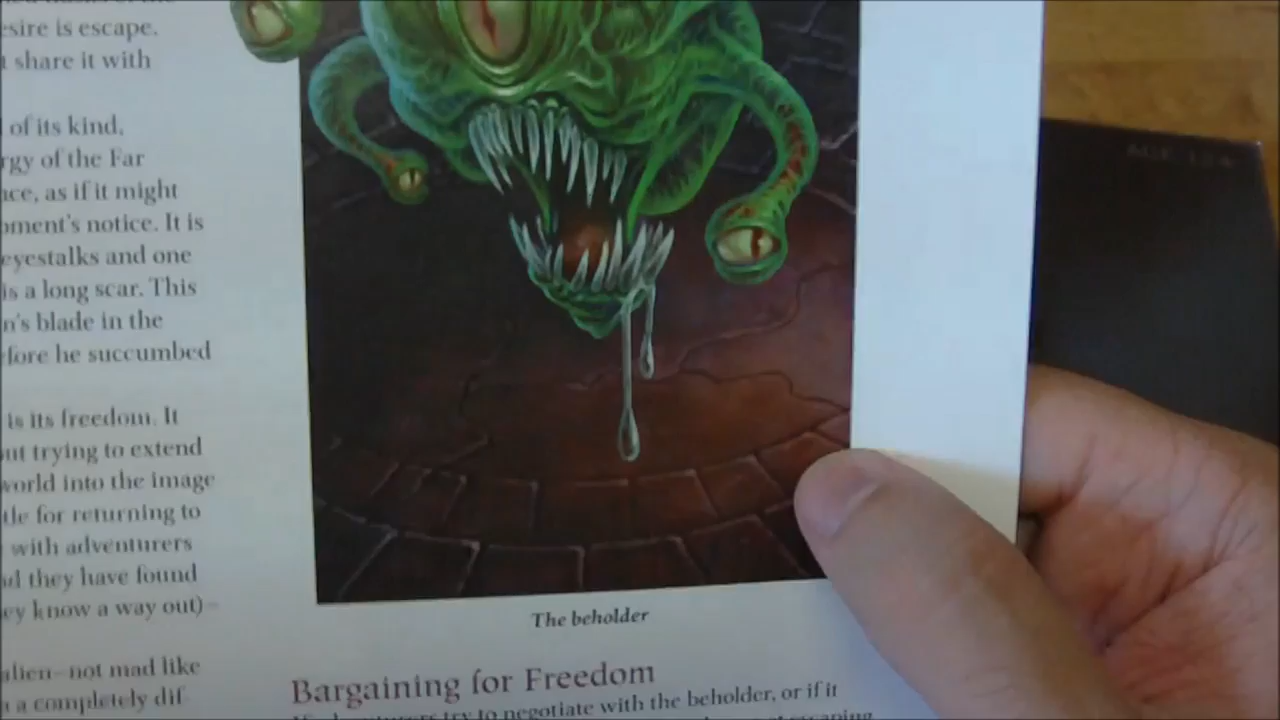 esire is escape.
share it with
of its kind,
rgy of the Far
ace, as if it might
oment's notice. It is
eyestalks and one
is a long scar. This
n's blade in the
efore he succumbed
is its freedom. It
out trying to extend
world into the image
tle for returning to
with adventurers
d they have found
ey know a way out)–
alien–not mad like
a completely dif-
The beholder
Bargaining for Freedom
try to negotiate with the beholder, or if it